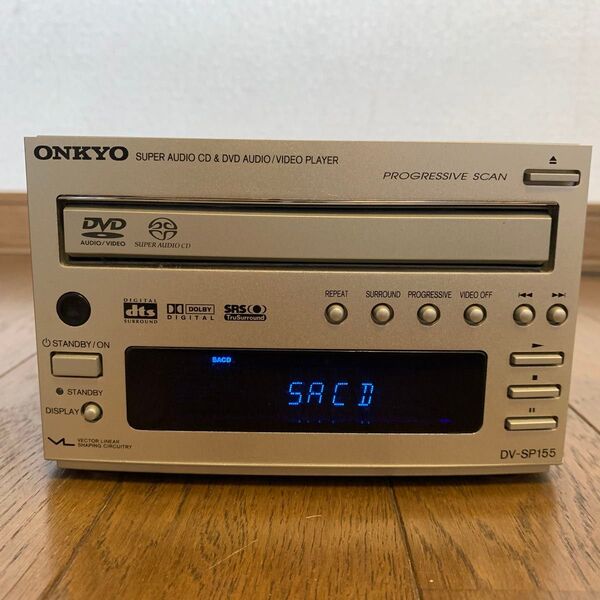 ONKYO SUPER AUDIO CD & DVD AUDIO/VIDEO PLAYER
PROGRESSIVE SCAN
DVD
AUDIO/VIDEO
SUPER AUDIO CD
DIGITAL
dts
SURROUND
DOLBY
DIGITAL
SRS
TruSurround
REPEAT SURROUND PROGRESSIVE VIDEO OFF
STANDBY/ON
STANDBY
DISPLAY
SACD
SACD
VL VECTOR LINEAR
SHAPING CIRCUITRY
DV-SP155